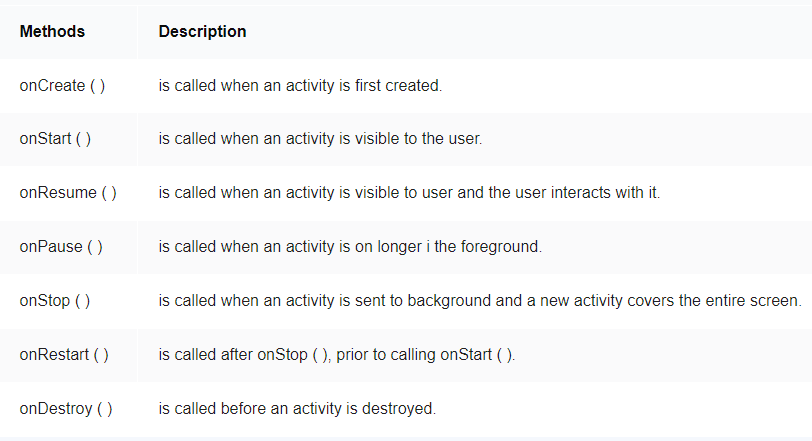 Methods Description
onCreate ( ) is called when an activity is first created.
onStart ( ) is called when an activity is visible to the user.
onResume ( ) is called when an activity is visible to user and the user interacts with it.
onPause ( ) is called when an activity is on longer i the foreground.
onStop ( ) is called when an activity is sent to background and a new activity covers the entire screen.
onRestart ( ) is called after onStop ( ), prior to calling onStart ( ).
onDestroy ( ) is called before an activity is destroyed.